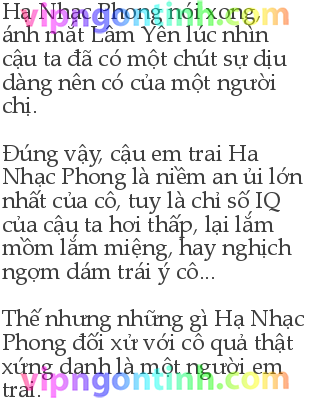 vipngontinh.com
Hạ Nhạc Phong nói xong,
ánh mắt Lâm Yên lúc nhìn
cậu ta đã có một chút sự dịu
dàng nên có của một người
chị.
Đúng vậy, cậu em trai Ha
Nhạc Phong là niềm an ủi lớn
nhất của cô, tuy là chỉ số IQ
của cậu ta hơi thấp, lại lắm
mồm lắm miệng, hay nghịch
ngợm dám trái ý cô...
Thế nhưng những gì Hạ Nhạc
Phong đối xử với cô quả thật
xứng danh là một người em
trai.
vipngontinh.com